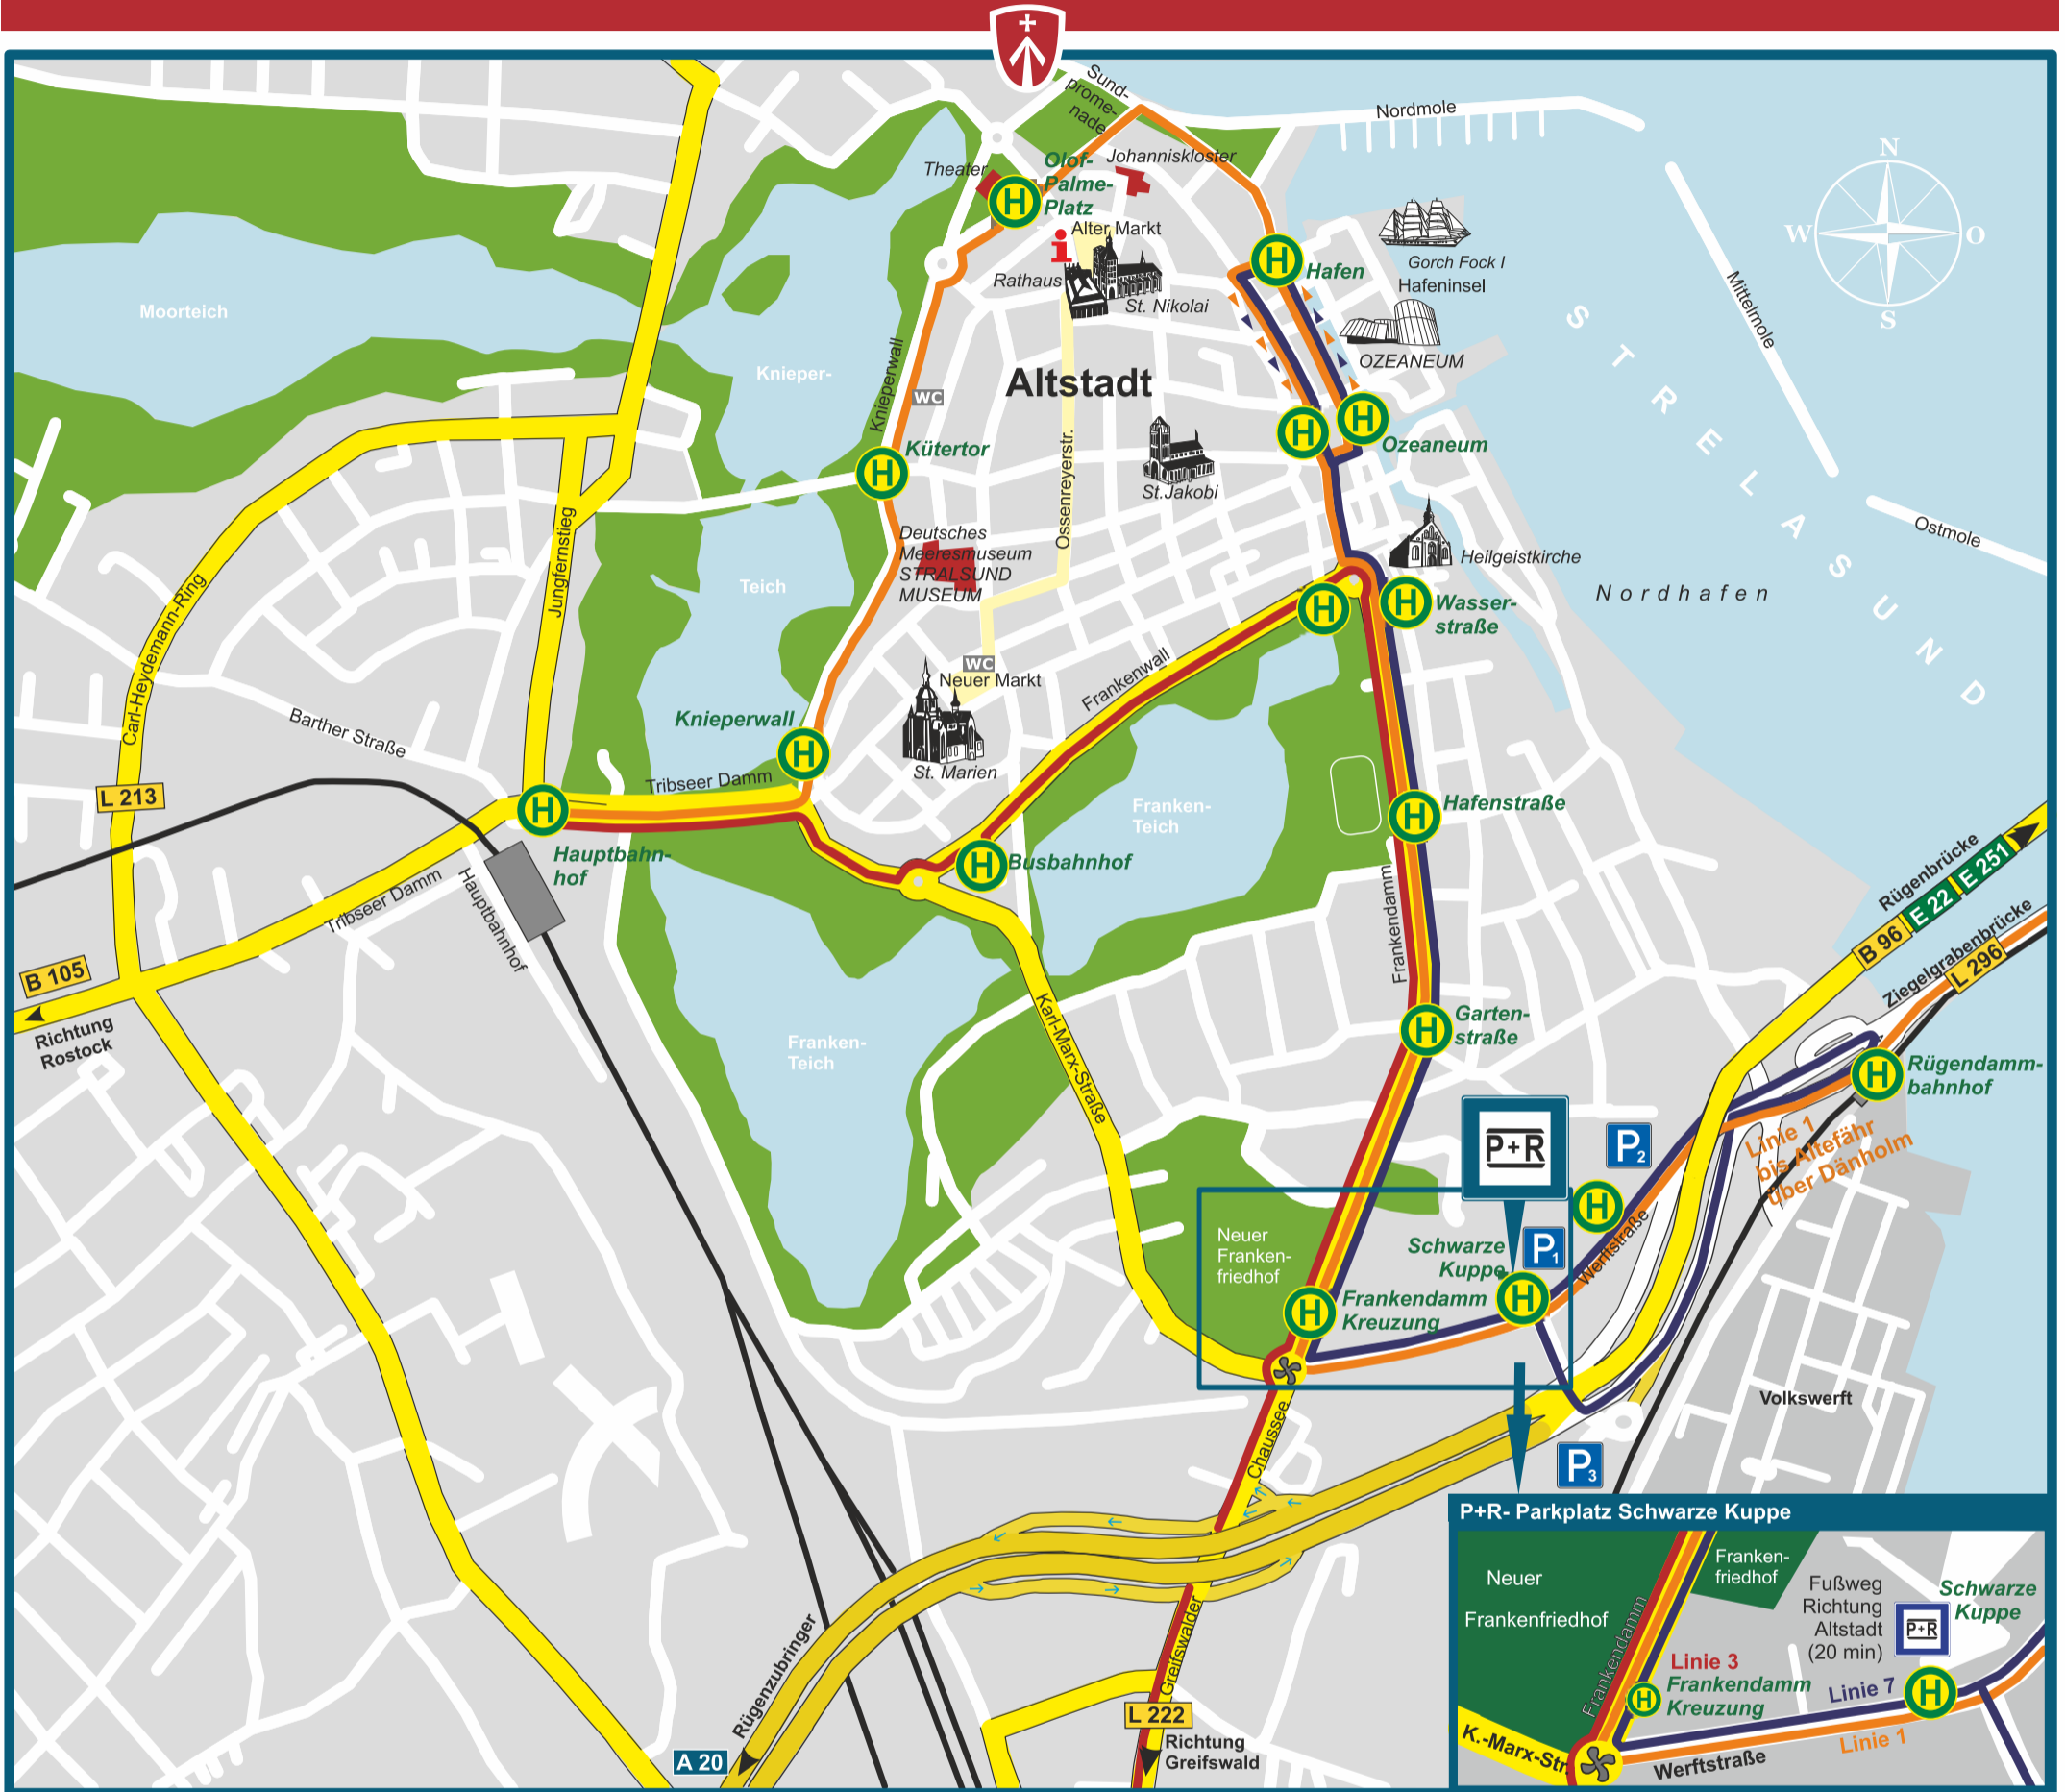 Sund-
prome-
nade
Nordmole
Theater
Olof-
Palme-
Platz
H
Johanniskloster
N
W
O
S
i
Alter Markt
Rathaus
St. Nikolai
H
Hafen
Gorch Fock I
Hafeninsel
OZEANEUM
Mittelmole
STRELASUND
Moorteich
Knieper-
Knieperwall
WC
Altstadt
H
Kütertor
Ossenreyerstr.
St.Jakobi
H
H
Ozeaneum
Ostmole
Deutsches
Meeresmuseum
STRALSUND
MUSEUM
Heilgeistkirche
Nordhafen
Jungfernstieg
Teich
Carl-Heydemann-Ring
H
H
Wasser-
straße
WC
Neuer Markt
Frankenwall
Knieperwall
H
St. Marien
Barther Straße
Tribseer Damm
L 213
H
Hauptbahn-
hof
Franken-
Teich
H
Hafenstraße
H
Busbahnhof
Hauptbahnhof
Tribseer Damm
Frankendamm
Rügenbrücke
B 96
E 22
E 251
Ziegelgrabenbrücke
L 296
B 105
Richtung
Rostock
Franken-
Teich
Karl-Marx-Straße
H
Garten-
straße
H
Rügendamm-
bahnhof
Linie 1
bis Altefähr
über Dänholm
P+R
P2
H
Werftstraße
Neuer
Franken-
friedhof
Schwarze
Kuppe
P1
H
H
Frankendamm
Kreuzung
Volkswerft
Chaussee
P3
Greifswalder
Rügenzubringer
A 20
L 222
Richtung
Greifswald
P+R- Parkplatz Schwarze Kuppe
Neuer
Frankenfriedhof
Franken-
friedhof
Fußweg
Richtung
Altstadt
(20 min)
P+R
Schwarze
Kuppe
Frankendamm
Linie 3
H
Frankendamm
Kreuzung
Linie 7
H
Linie 1
K.-Marx-Str.
Werftstraße